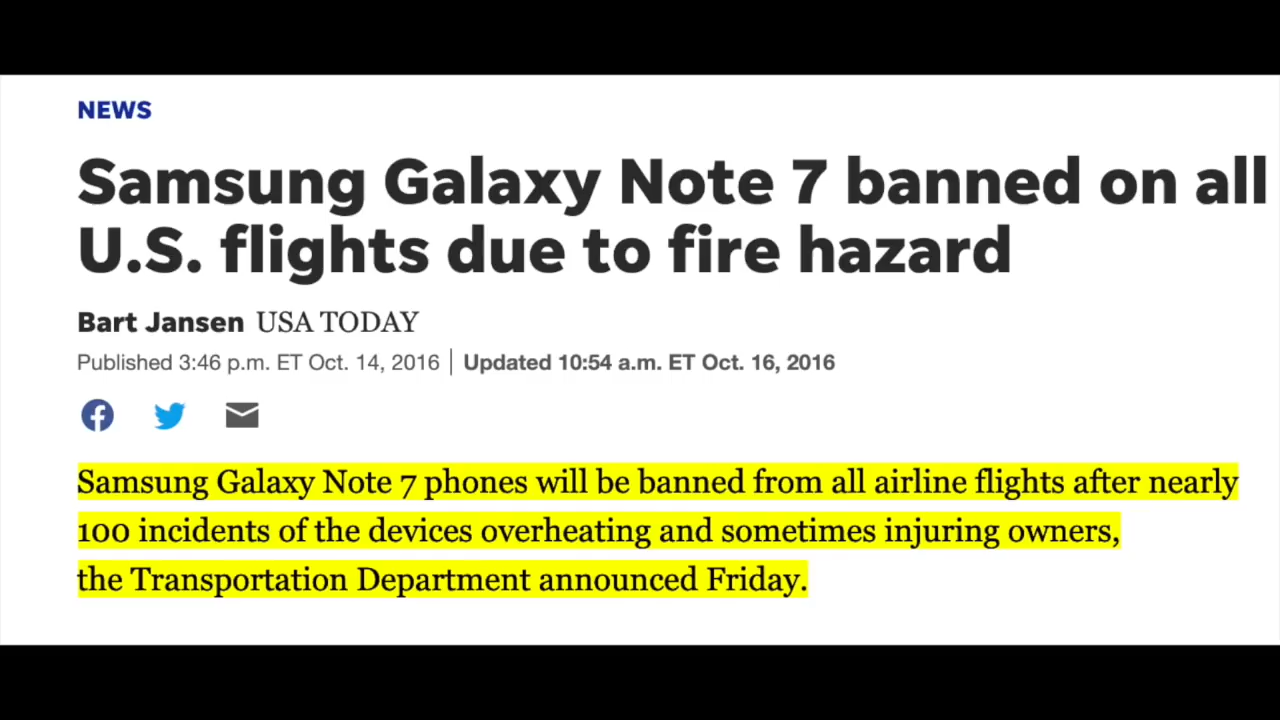 NEWS
Samsung Galaxy Note 7 banned on all
U.S. flights due to fire hazard
Bart Jansen USA TODAY
Published 3:46 p.m. ET Oct. 14, 2016 | Updated 10:54 a.m. ET Oct. 16, 2016
Samsung Galaxy Note 7 phones will be banned from all airline flights after nearly
100 incidents of the devices overheating and sometimes injuring owners,
the Transportation Department announced Friday.